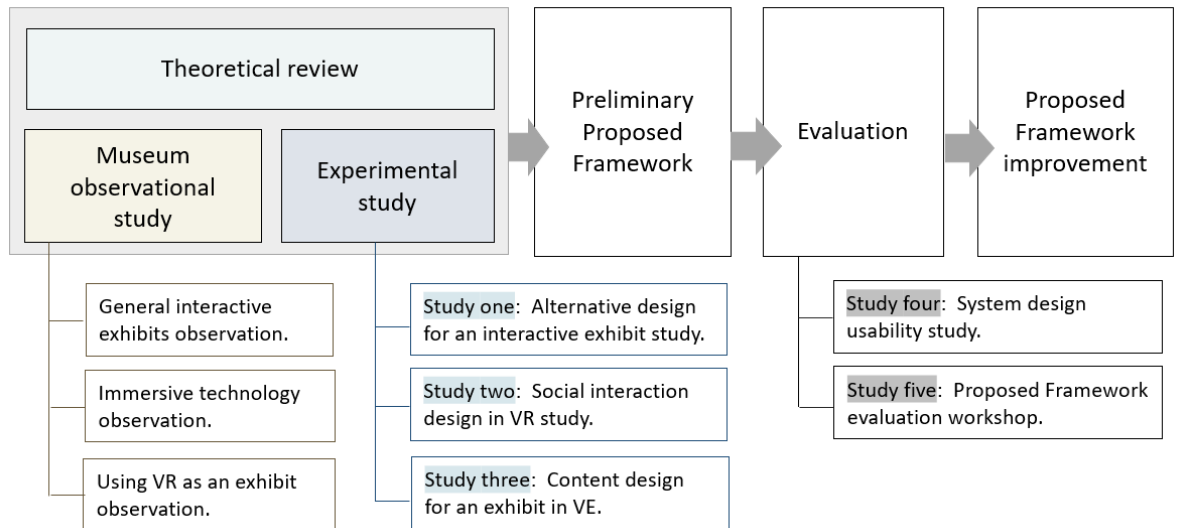 Theoretical review
Museum
observational
study
Experimental
study
Preliminary
Proposed
Framework
Evaluation
Proposed
Framework
improvement
General interactive
exhibits observation.
Immersive technology
observation.
Using VR as an exhibit
observation.
Study one:  Alternative design
for an interactive exhibit study.
Study two:  Social interaction
design in VR study.
Study three:  Content design
for an exhibit in VE.
Study four:  System design
usability study.
Study five:  Proposed Framework
evaluation workshop.